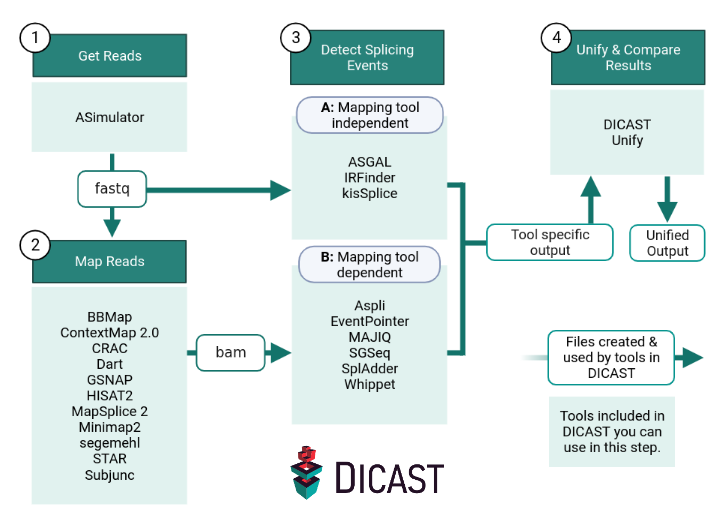 1
Get Reads
ASimulator
fastq
2
Map Reads
BBMap
ContextMap 2.0
CRAC
Dart
GSNAP
HISAT2
MapSplice 2
Minimap2
segemehl
STAR
Subjunc
bam
3
Detect Splicing
Events
A: Mapping tool
independent
ASGAL
IRFinder
kisSplice
B: Mapping tool
dependent
Aspli
EventPointer
MAJIQ
SGSeq
SplAdder
Whippet
4
Unify & Compare
Results
DICAST
Unify
Tool specific
output
Unified
Output
Files created &
used by tools in
DICAST
Tools included in
DICAST you can
use in this step.
DICAST